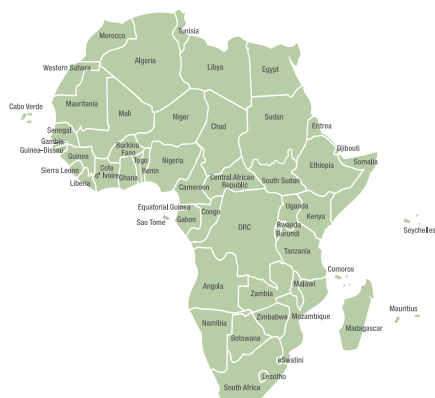 Tunisia
Morocco
Algeria
Libya
Egypt
Western Sahara
Mauritania
Mali
Niger
Chad
Sudan
Eritrea
Cabo Verde
Senegal
Gambia
Guinea-Bissau
Guinea
Sierra Leone
Liberia
Cote
d' Ivoire
Burkina
Faso
Ghana
Togo
Benin
Nigeria
Cameroon
Central African
Republic
South Sudan
Ethiopia
Djibouti
Somalia
Equatorial Guinea
Sao Tome
Gabon
Congo
DRC
Uganda
Kenya
Rwanda
Burundi
Tanzania
Seychelles
Comoros
Angola
Zambia
Malawi
Mozambique
Zimbabwe
Namibia
Botswana
Madagascar
Mauritius
eSwatini
Lesotho
South Africa